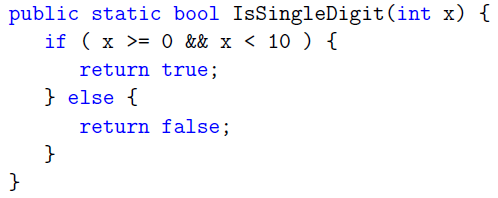 public static bool IsSingleDigit(int x) {
if ( x >= 0 && x < 10 ) {
return true;
} else {
return false;
}
}